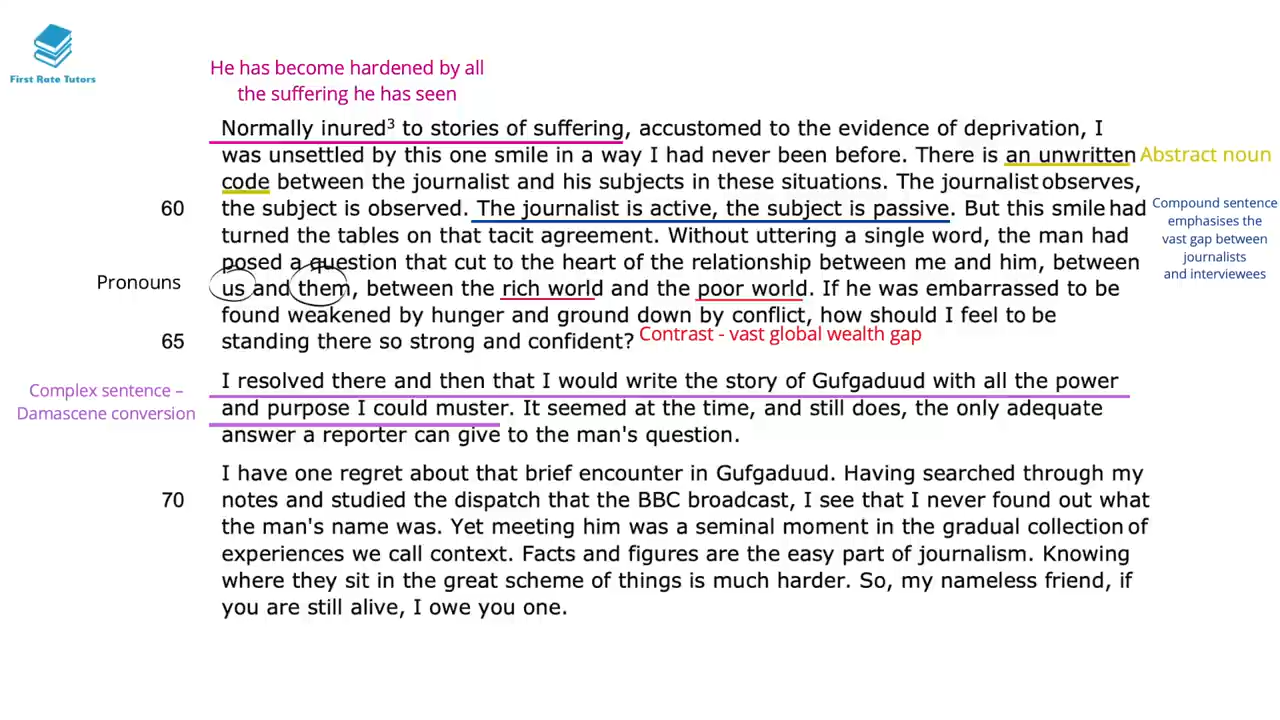 First Rate Tutors
He has become hardened by all
the suffering he has seen
Normally inured³ to stories of suffering, accustomed to the evidence of deprivation, I
was unsettled by this one smile in a way I had never been before. There is an unwritten
Abstract noun
code between the journalist and his subjects in these situations. The journalist observes,
60
the subject is observed. The journalist is active, the subject is passive. But this smile had
Compound sentence
emphasises the
vast gap between
journalists
and interviewees
turned the tables on that tacit agreement. Without uttering a single word, the man had
posed a question that cut to the heart of the relationship between me and him, between
Pronouns
us and them, between the rich world and the poor world. If he was embarrassed to be
found weakened by hunger and ground down by conflict, how should I feel to be
65
standing there so strong and confident?
Contrast - vast global wealth gap
Complex sentence –
Damascene conversion
I resolved there and then that I would write the story of Gufgaduud with all the power
and purpose I could muster. It seemed at the time, and still does, the only adequate
answer a reporter can give to the man's question.
I have one regret about that brief encounter in Gufgaduud. Having searched through my
70
notes and studied the dispatch that the BBC broadcast, I see that I never found out what
the man's name was. Yet meeting him was a seminal moment in the gradual collection of
experiences we call context. Facts and figures are the easy part of journalism. Knowing
where they sit in the great scheme of things is much harder. So, my nameless friend, if
you are still alive, I owe you one.